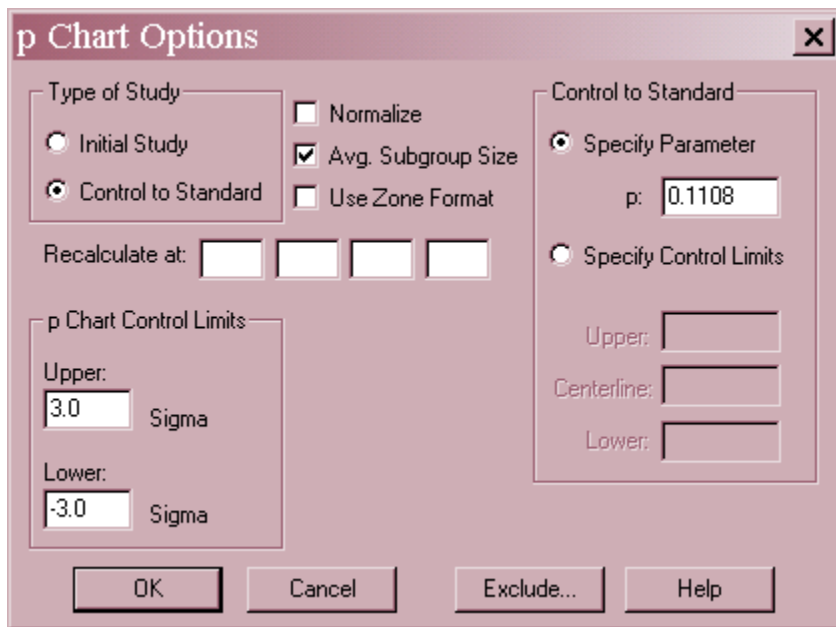 p Chart Options
Type of Study
Initial Study
Control to Standard
Normalize
Avg. Subgroup Size
Use Zone Format
Recalculate at:
p Chart Control Limits
Upper:
3.0 Sigma
Lower:
-3.0 Sigma
Control to Standard
Specify Parameter
p: 0.1108
Specify Control Limits
Upper:
Centerline:
Lower:
OK Cancel Exclude... Help